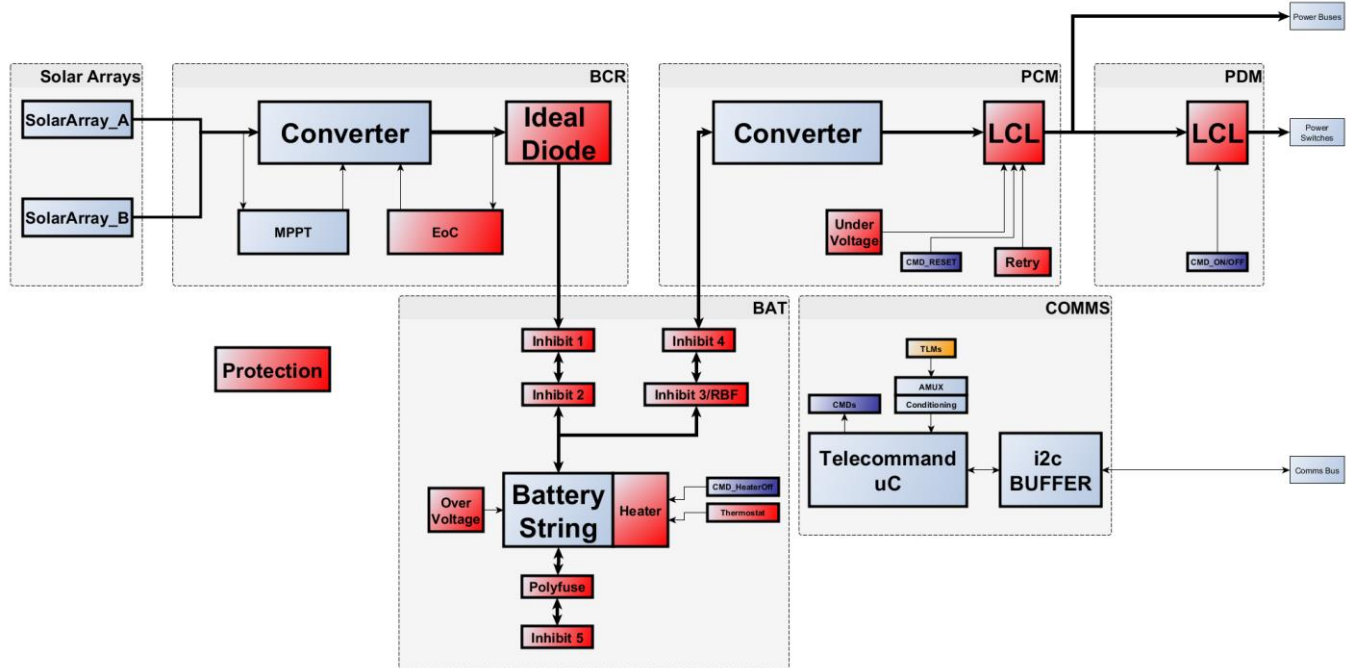 Power Buses
Solar Arrays
BCR
PCM
PDM
SolarArray_A
Converter
Ideal
Diode
Converter
LCL
LCL
Power
Switches
SolarArray_B
MPPT
EoC
Under
Voltage
CMD_RESET
Retry
CMD_ON/OFF
BAT
COMMS
Inhibit 1
Inhibit 4
TLMs
Protection
Inhibit 2
Inhibit 3/RBF
AMUX
CMDs
Conditioning
Telecommand
uC
i2c
BUFFER
Comms Bus
Over
Voltage
Battery
String
Heater
CMD_HeaterOff
Thermostat
Polyfuse
Inhibit 5